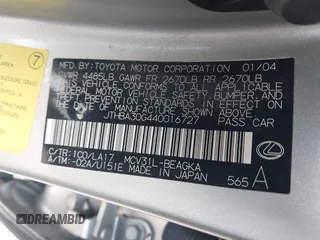 7
MFD. BY: TOYOTA MOTOR CORPORATION 01/04
GVWR 4485LB GAWR FR 2670LB RR 2670LB
THIS VEHICLE CONFORMS TO ALL APPLICABLE
FEDERAL MOTOR VEHICLE SAFETY, BUMPER, AND
THEFT PREVENTION STANDARDS IN EFFECT ON
THE DATE OF MANUFACTURE SHOWN ABOVE.
JTHBA30G440016727 PASS CAR
C/TR: 1C0/LA17 MCV31L-BEAGKA
A/TM: -02A/U151E MADE IN JAPAN
565 A
DREAMBID